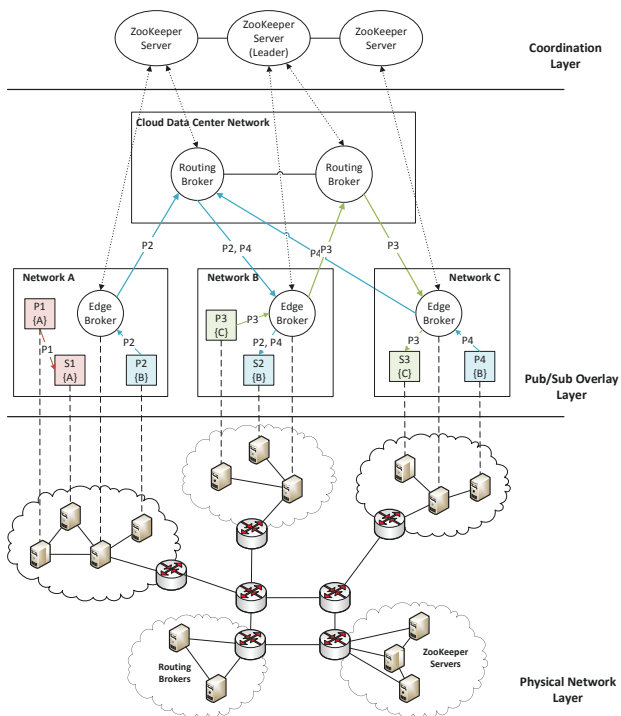 ZooKeeper
Server
ZooKeeper
Server
(Leader)
ZooKeeper
Server
Coordination
Layer
Cloud Data Center Network
Routing
Broker
Routing
Broker
P2
P2, P4
P4
P3
P3
Network A
P1
{A}
P1
S1
{A}
Edge
Broker
P2
P2
{B}
Network B
P3
{C}
P3
Edge
Broker
P2, P4
S2
{B}
Network C
Edge
Broker
P3
S3
{C}
P4
P4
{B}
Pub/Sub Overlay
Layer
Routing
Brokers
ZooKeeper
Servers
Physical Network
Layer